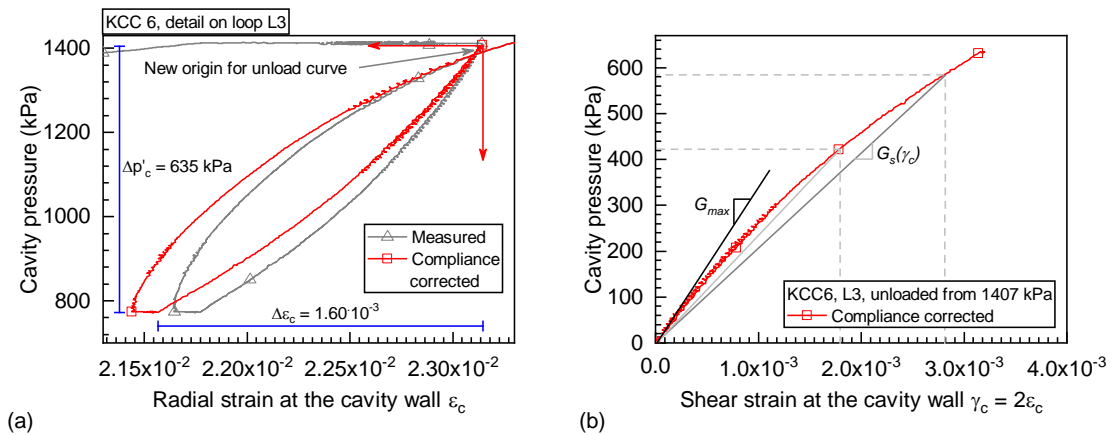 KCC 6, detail on loop L3
1400
1200
1000
800
Cavity pressure (kPa)
New origin for unload curve
Δp'c = 635 kPa
Measured
Compliance
corrected
Δεc = 1.60·10⁻³
2.15x10⁻²
2.20x10⁻²
2.25x10⁻²
2.30x10⁻²
Radial strain at the cavity wall εc
(a)
600
500
400
300
200
100
0
Cavity pressure (kPa)
Gmax
Gs(γc)
KCC6, L3, unloaded from 1407 kPa
Compliance corrected
0.0
1.0x10⁻³
2.0x10⁻³
3.0x10⁻³
4.0x10⁻³
Shear strain at the cavity wall γc = 2εc
(b)